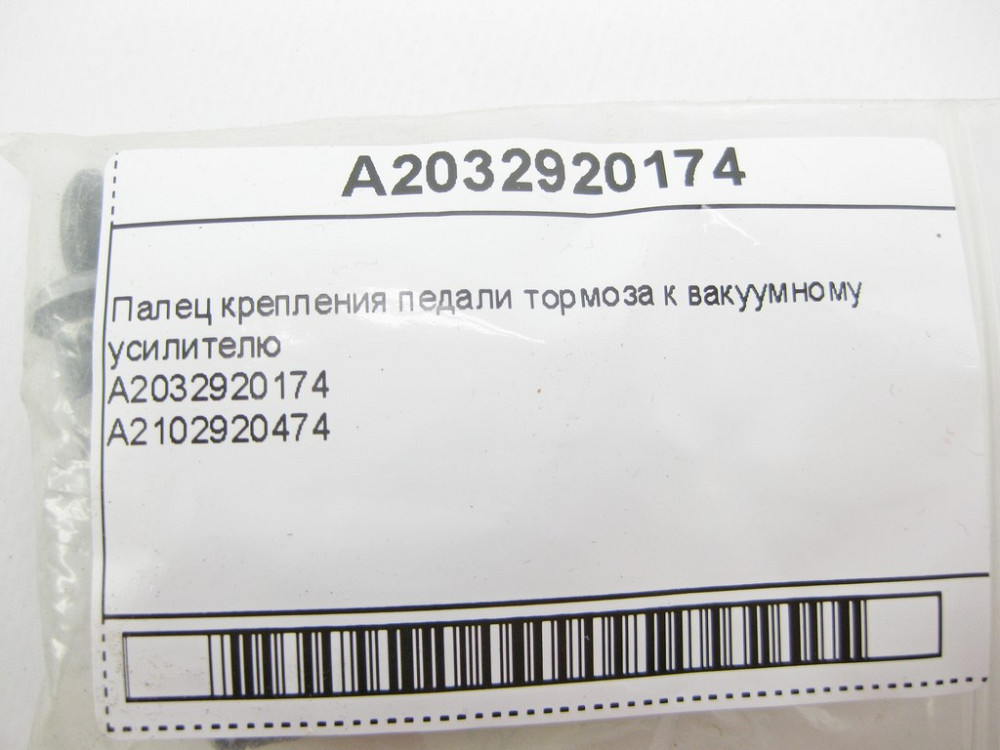 A2032920174
Палец крепления педали тормоза к вакуумному
усилителю
A2032920174
A2102920474